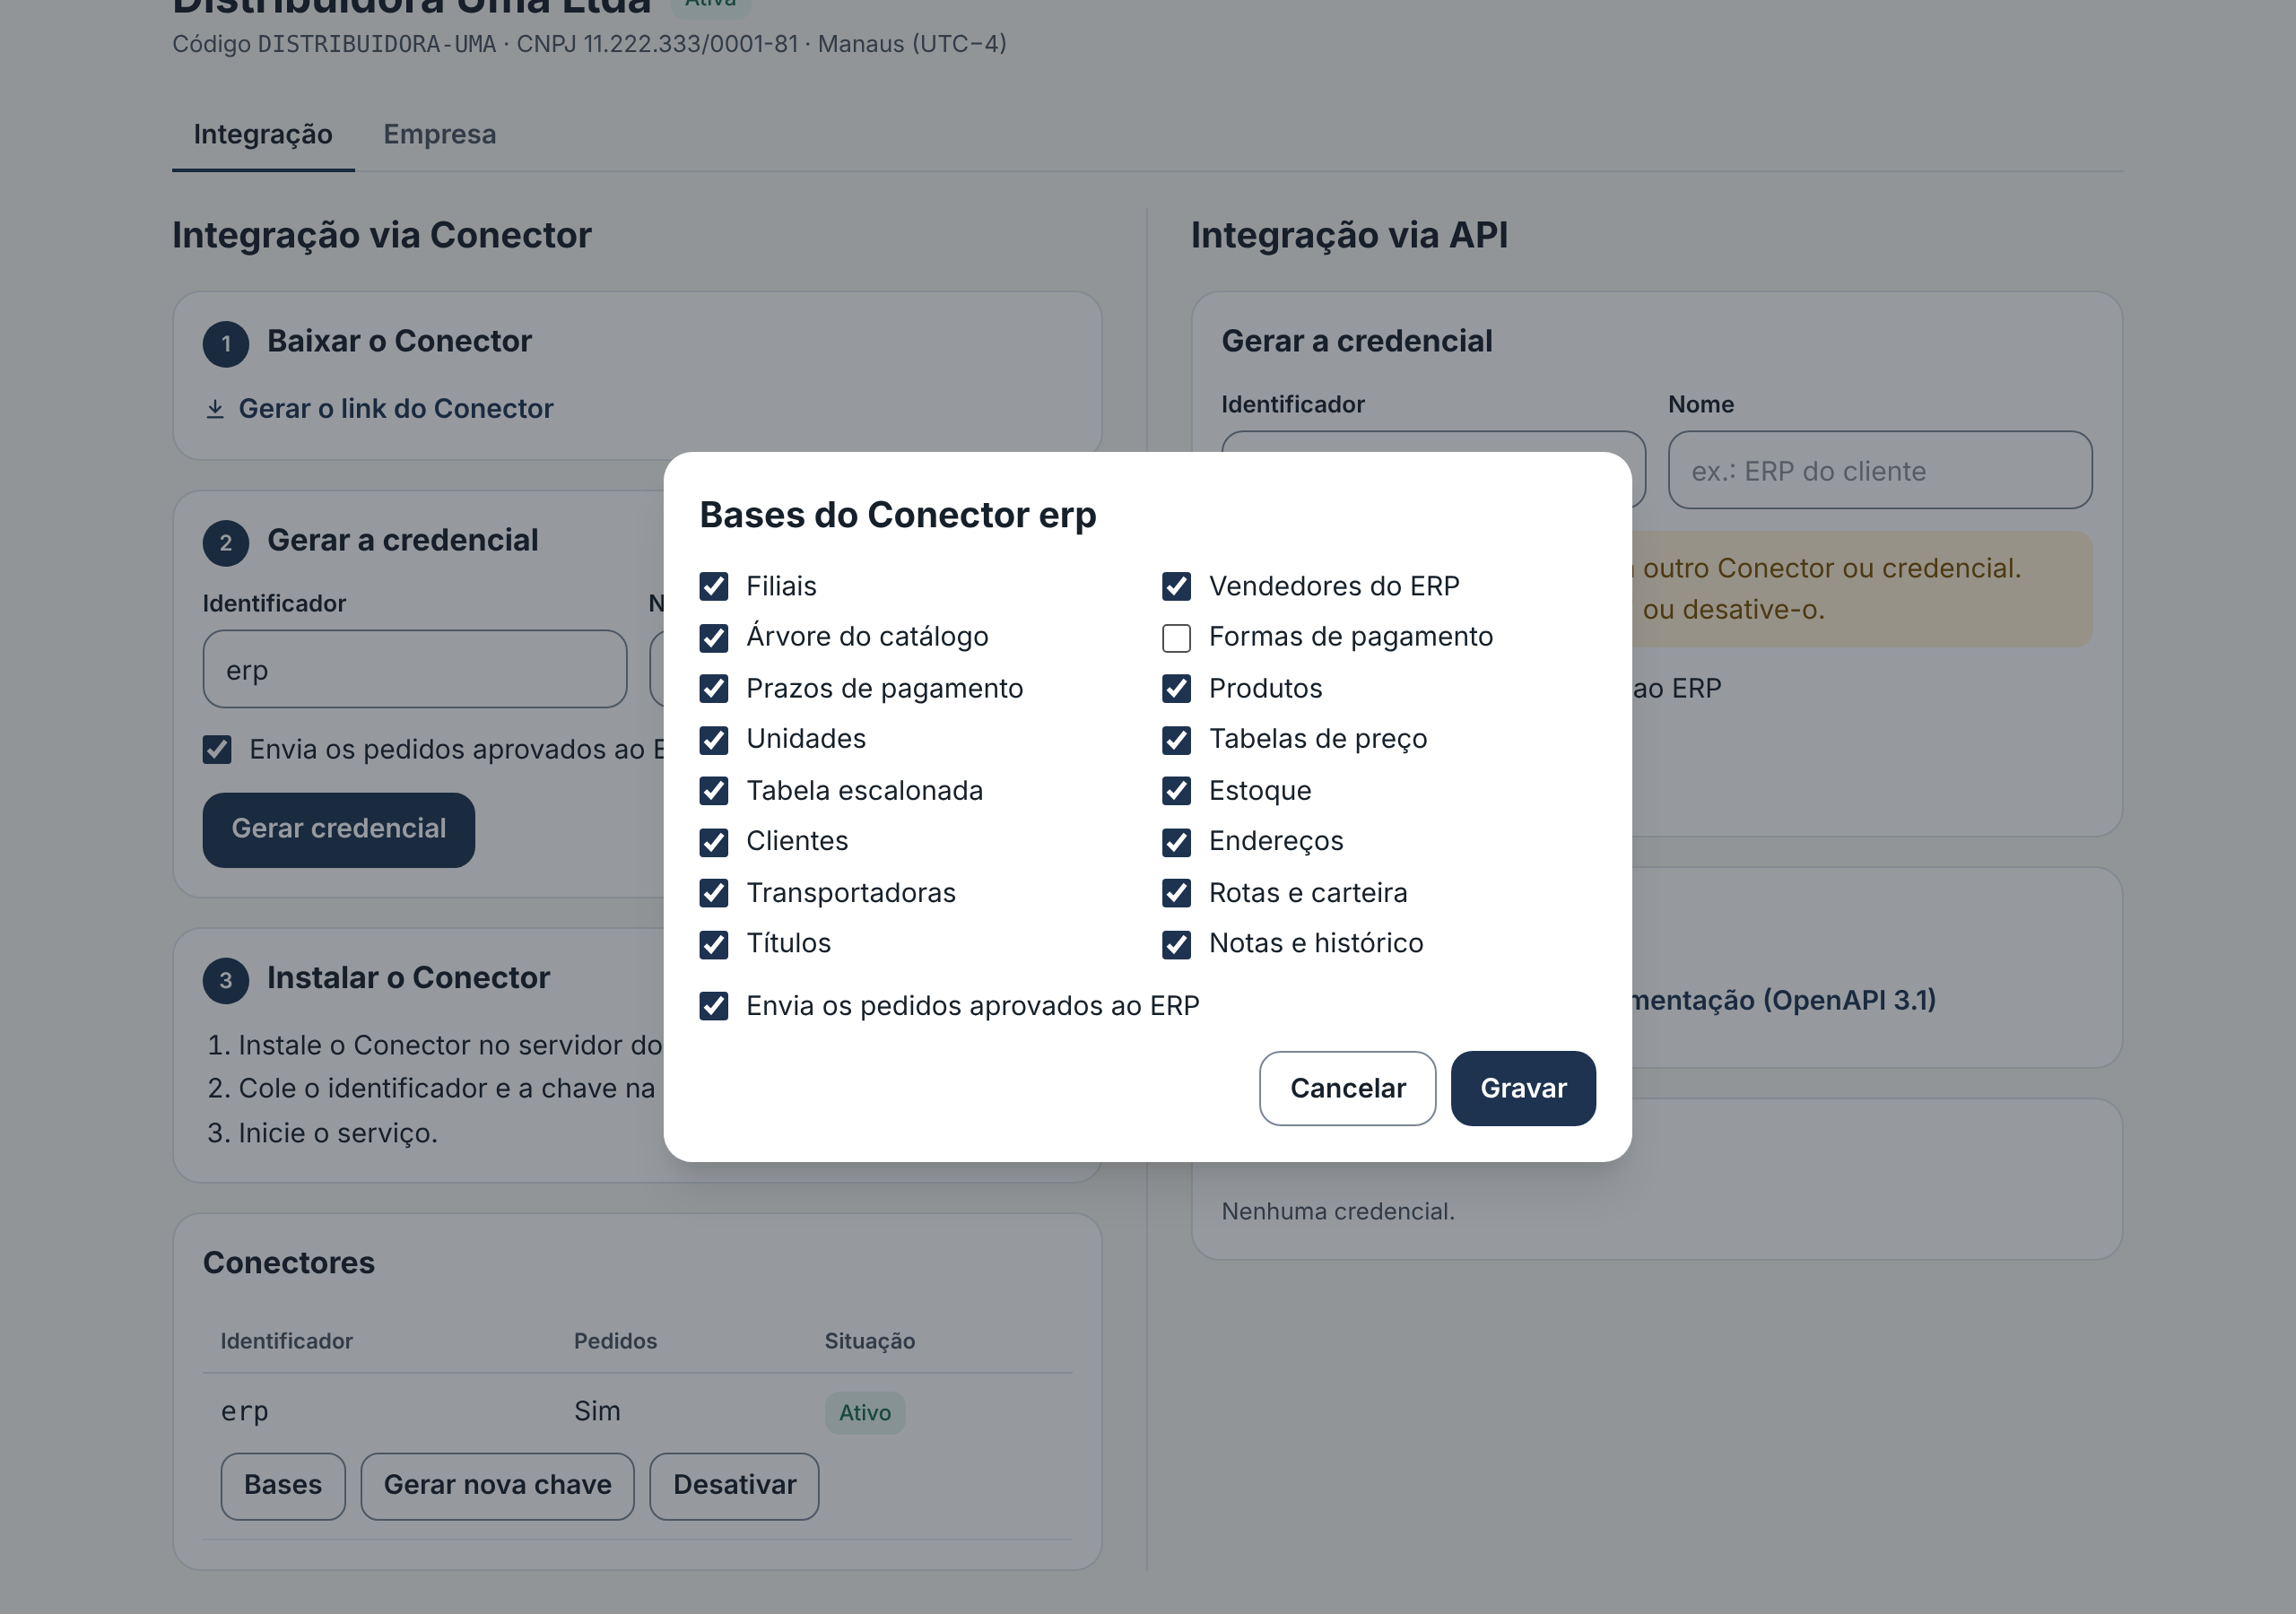 Distribuidora Uma Ltda Ativa
Código DISTRIBUIDORA-UMA · CNPJ 11.222.333/0001-81 · Manaus (UTC−4)
Integração Empresa
Integração via Conector
1 Baixar o Conector
Gerar o link do Conector
2 Gerar a credencial
Identificador
erp
Envia os pedidos aprovados ao
Gerar credencial
3 Instalar o Conector
1. Instale o Conector no servidor do
2. Cole o identificador e a chave na
3. Inicie o serviço.
Conectores
Identificador Pedidos Situação
erp Sim Ativo
Bases Gerar nova chave Desativar
Integração via API
Gerar a credencial
Identificador Nome
ex.: ERP do cliente
outro Conector ou credencial.
ou desative-o.
ao ERP
mentação (OpenAPI 3.1)
Nenhuma credencial.
Bases do Conector erp
Filiais Vendedores do ERP
Árvore do catálogo Formas de pagamento
Prazos de pagamento Produtos
Unidades Tabelas de preço
Tabela escalonada Estoque
Clientes Endereços
Transportadoras Rotas e carteira
Títulos Notas e histórico
Envia os pedidos aprovados ao ERP
Cancelar Gravar